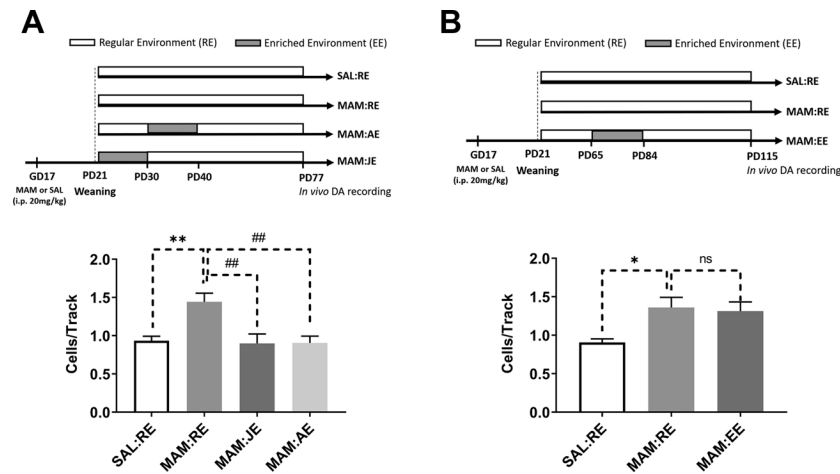 A
Regular Environment (RE) Enriched Environment (EE)
SAL:RE
MAM:RE
MAM:AE
MAM:JE
GD17 PD21 PD30 PD40 PD77
MAM or SAL Weaning In vivo DA recording
(i.p. 20mg/kg)
Cells/Track
2.0
1.5
1.0
0.5
0.0
** ## ##
SAL:RE MAM:RE MAM:JE MAM:AE
B
Regular Environment (RE) Enriched Environment (EE)
SAL:RE
MAM:RE
MAM:EE
GD17 PD21 PD65 PD84 PD115
MAM or SAL Weaning In vivo DA recording
(i.p. 20mg/kg)
Cells/Track
2.0
1.5
1.0
0.5
0.0
* ns
SAL:RE MAM:RE MAM:EE